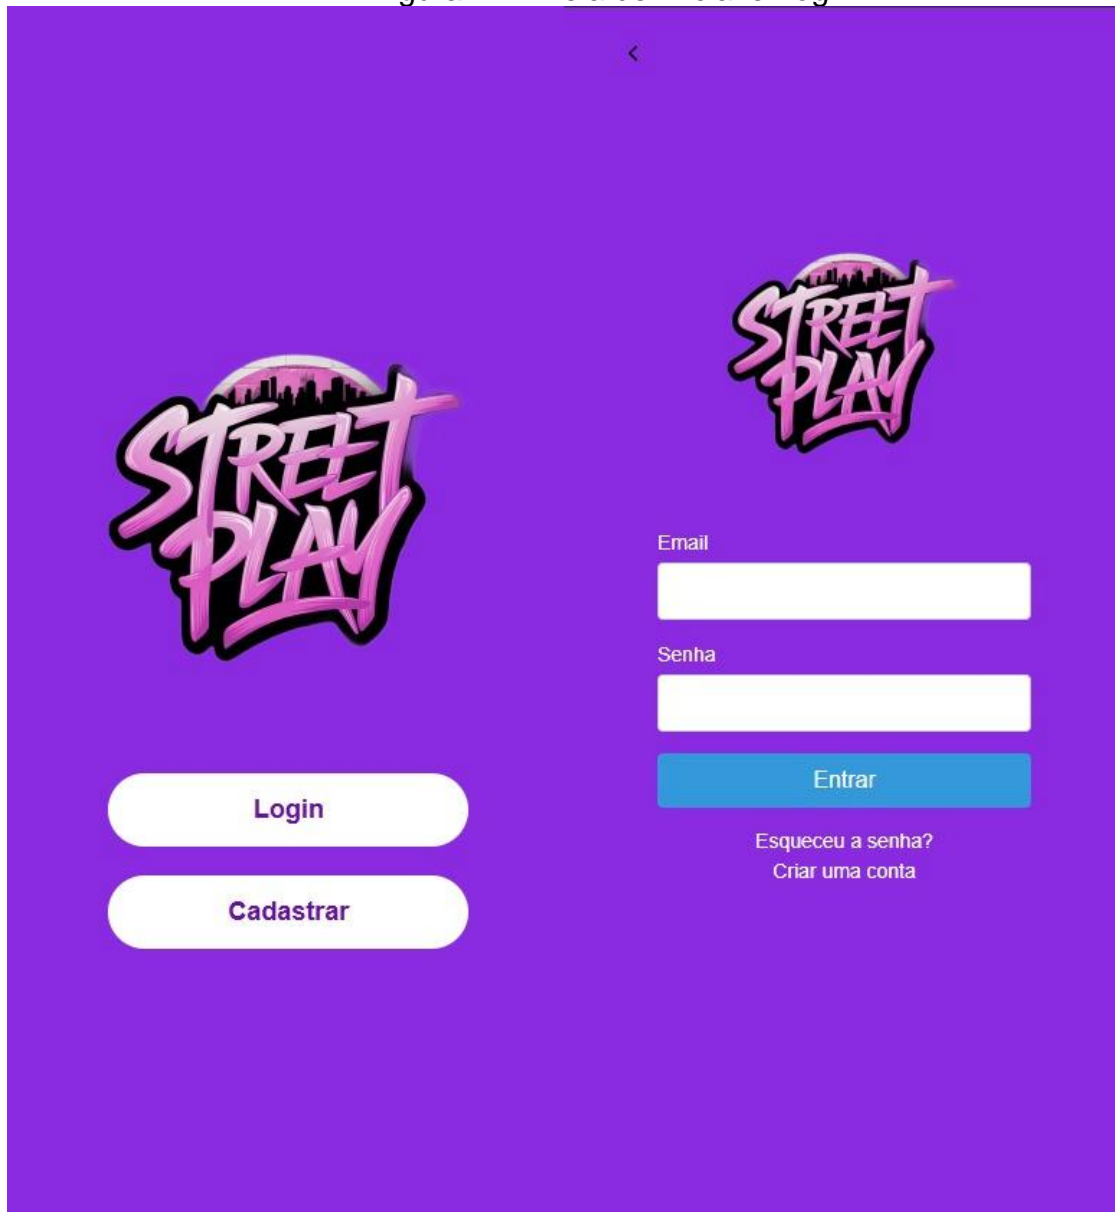 STREET
PLAY
Login
Cadastrar
<
STREET
PLAY
Email
Senha
Entrar
Esqueceu a senha?
Criar uma conta